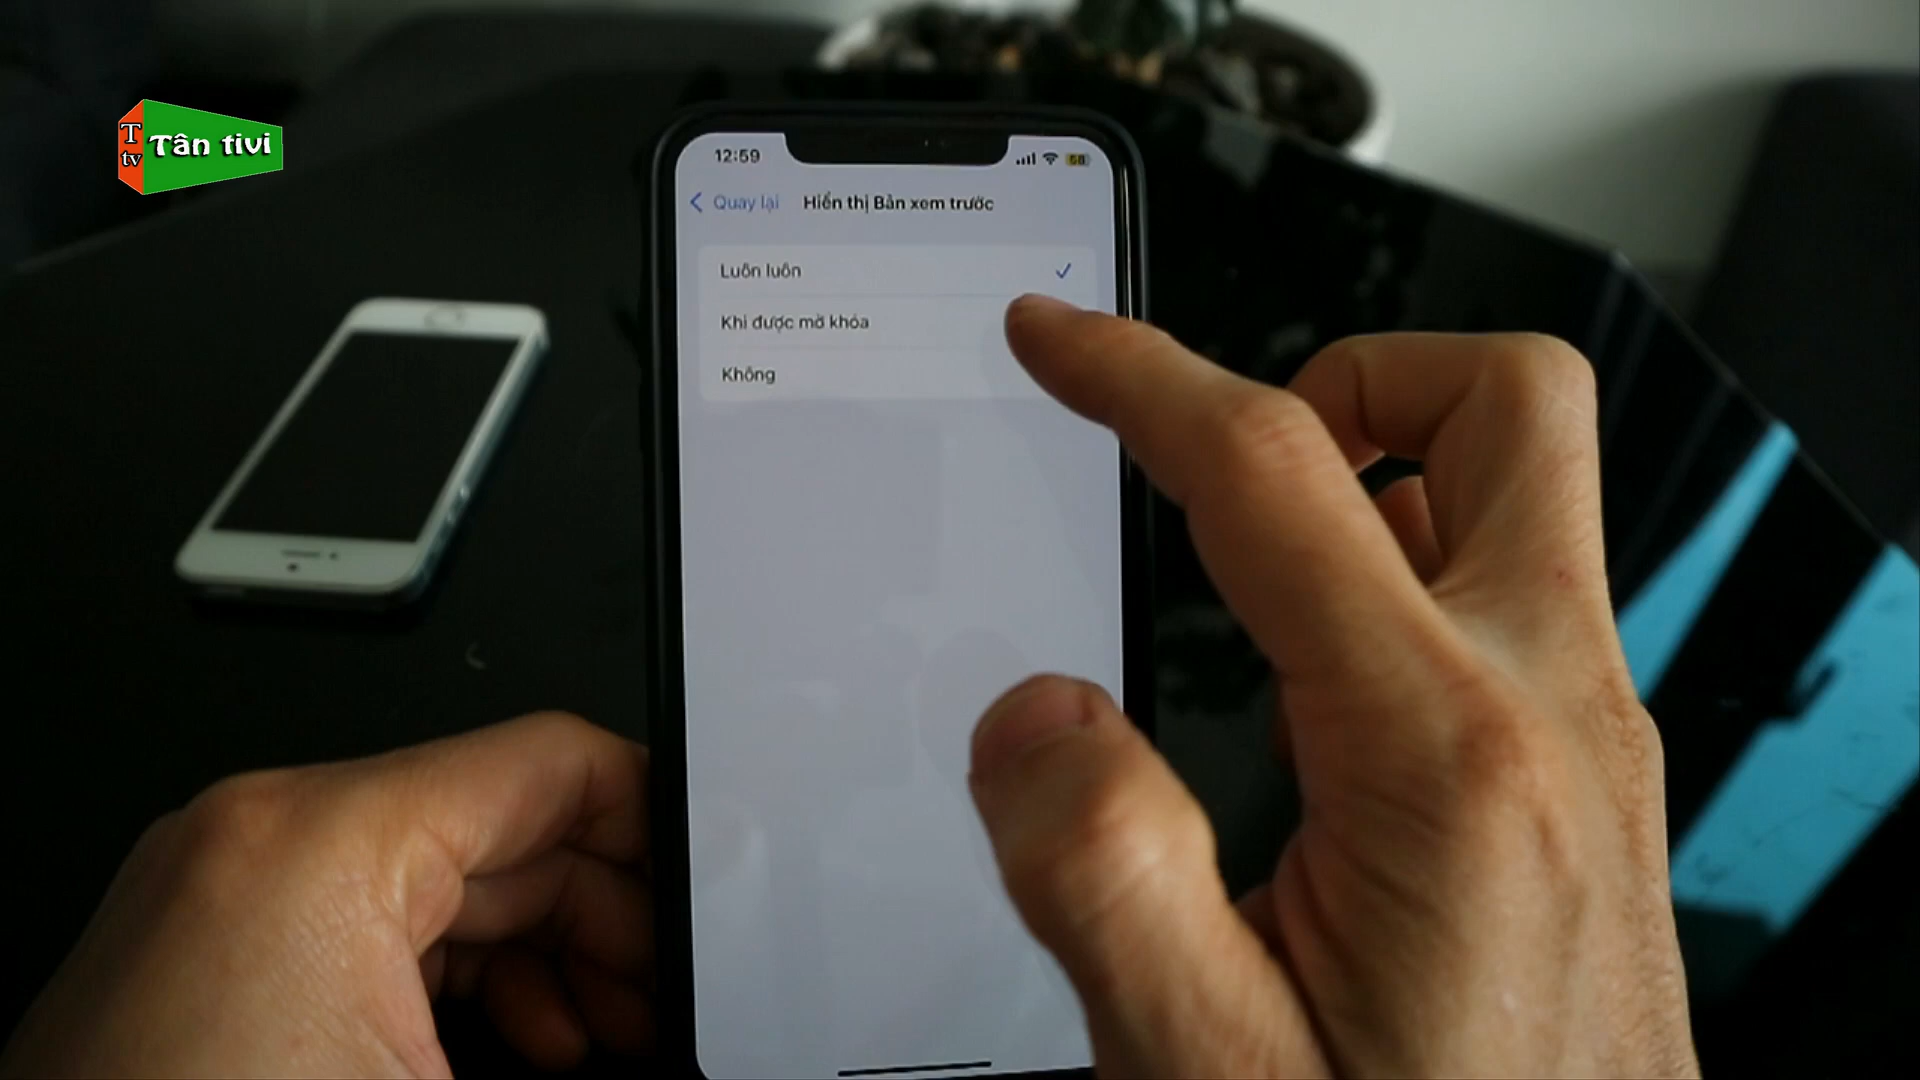 T
tv
Tân tivi
12:59
68
Quay lại
Hiển thị Bản xem trước
Luôn luôn
Khi được mở khóa
Không